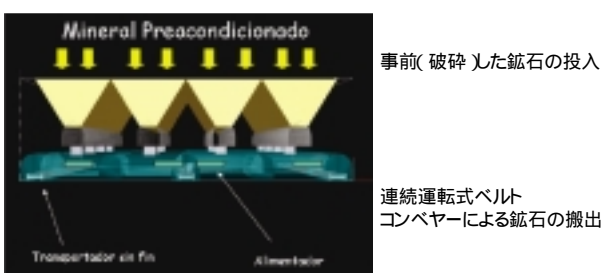 Mineral Preacondicionado
事前( 破砕 )した鉱石の投入
連続運転式ベルト
コンベヤーによる鉱石の搬出
Transportador sin fin
Alimentador